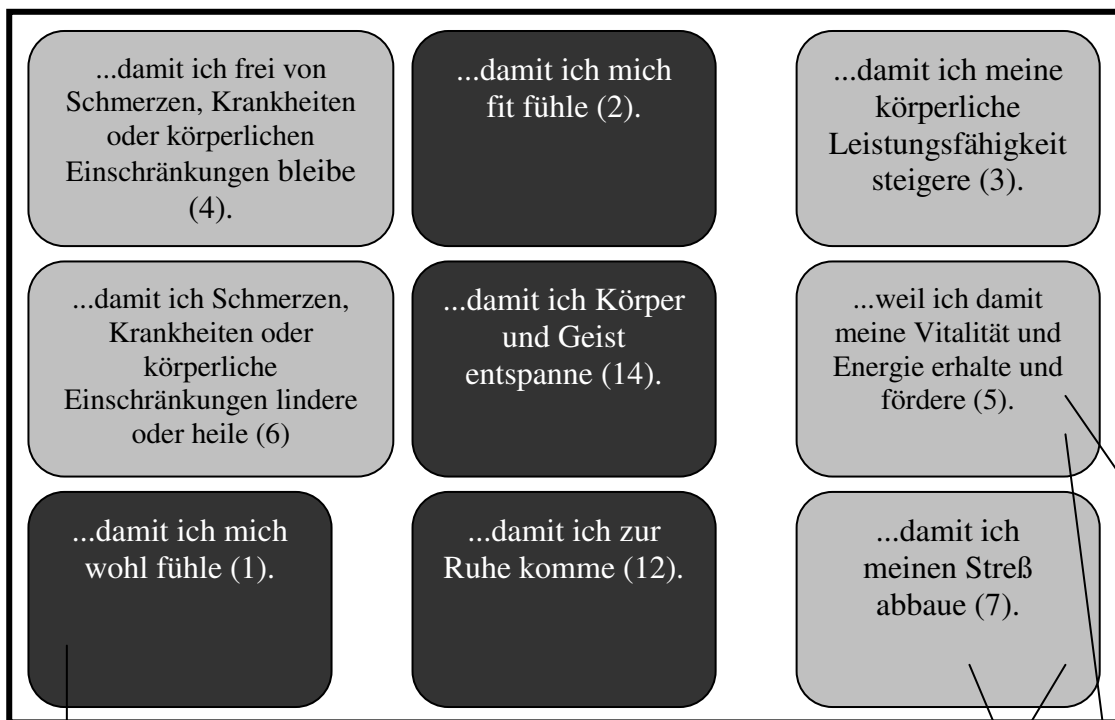 ...damit ich frei von
Schmerzen, Krankheiten
oder körperlichen
Einschränkungen bleibe
(4).
...damit ich mich
fit fühle (2).
...damit ich meine
körperliche
Leistungsfähigkeit
steigere (3).
...damit ich Schmerzen,
Krankheiten oder
körperliche
Einschränkungen lindere
oder heile (6)
...damit ich Körper
und Geist
entspanne (14).
...weil ich damit
meine Vitalität und
Energie erhalte und
fördere (5).
...damit ich mich
wohl fühle (1).
...damit ich zur
Ruhe komme (12).
...damit ich
meinen Streß
abbaue (7).